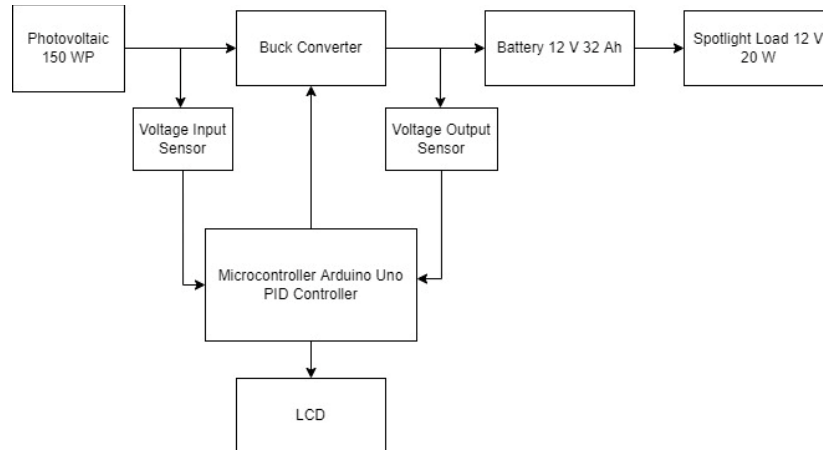 Photovoltaic
150 WP
Buck Converter
Battery 12 V 32 Ah
Spotlight Load 12 V
20 W
Voltage Input
Sensor
Voltage Output
Sensor
Microcontroller Arduino Uno
PID Controller
LCD